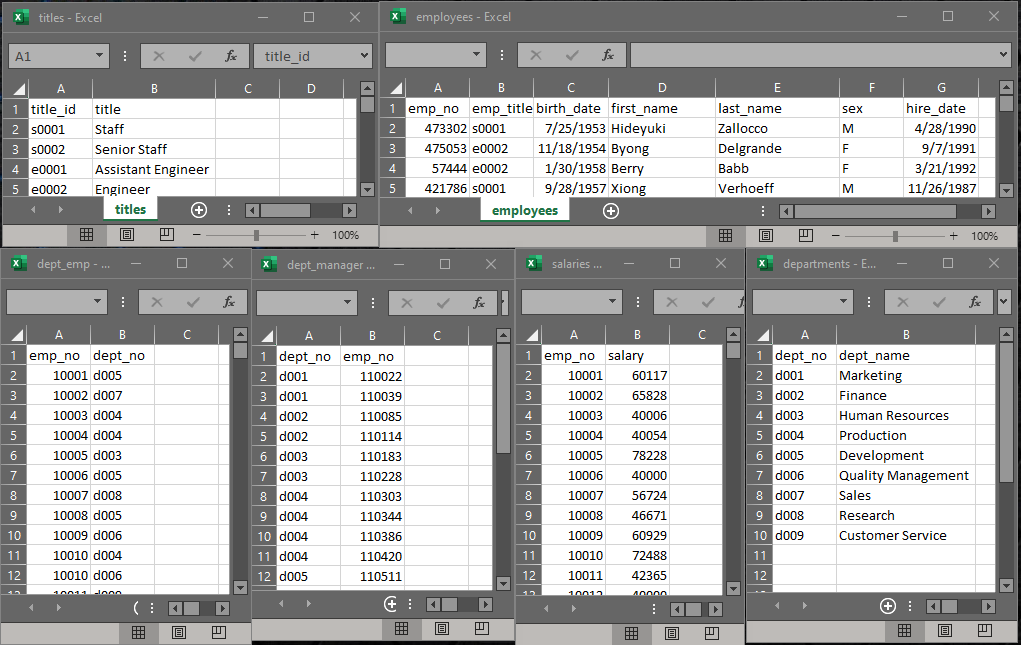 titles - Excel
A1 fx title_id
A B C D
1 title_id title
2 s0001 Staff
3 s0002 Senior Staff
4 e0001 Assistant Engineer
5 e0002 Engineer
titles
100%
employees - Excel
fx
A B C D E F G
1 emp_no emp_title birth_date first_name last_name sex hire_date
2 473302 s0001 7/25/1953 Hideyuki Zallocco M 4/28/1990
3 475053 e0002 11/18/1954 Byong Delgrande F 9/7/1991
4 57444 e0002 1/30/1958 Berry Babb F 3/21/1992
5 421786 s0001 9/28/1957 Xiong Verhoeff M 11/26/1987
employees
100%
dept_emp - ...
fx
A B C
1 emp_no dept_no
2 10001 d005
3 10002 d007
4 10003 d004
5 10004 d004
6 10005 d003
7 10006 d005
8 10007 d008
9 10008 d005
10 10009 d006
11 10010 d004
12 10010 d006
dept_manager ...
fx
A B C
1 dept_no emp_no
2 d001 110022
3 d001 110039
4 d002 110085
5 d002 110114
6 d003 110183
7 d003 110228
8 d004 110303
9 d004 110344
10 d004 110386
11 d004 110420
12 d005 110511
salaries ...
A B C
1 emp_no salary
2 10001 60117
3 10002 65828
4 10003 40006
5 10004 40054
6 10005 78228
7 10006 40000
8 10007 56724
9 10008 46671
10 10009 60929
11 10010 72488
12 10011 42365
departments - E...
fx
A B
1 dept_no dept_name
2 d001 Marketing
3 d002 Finance
4 d003 Human Resources
5 d004 Production
6 d005 Development
7 d006 Quality Management
8 d007 Sales
9 d008 Research
10 d009 Customer Service
11
12